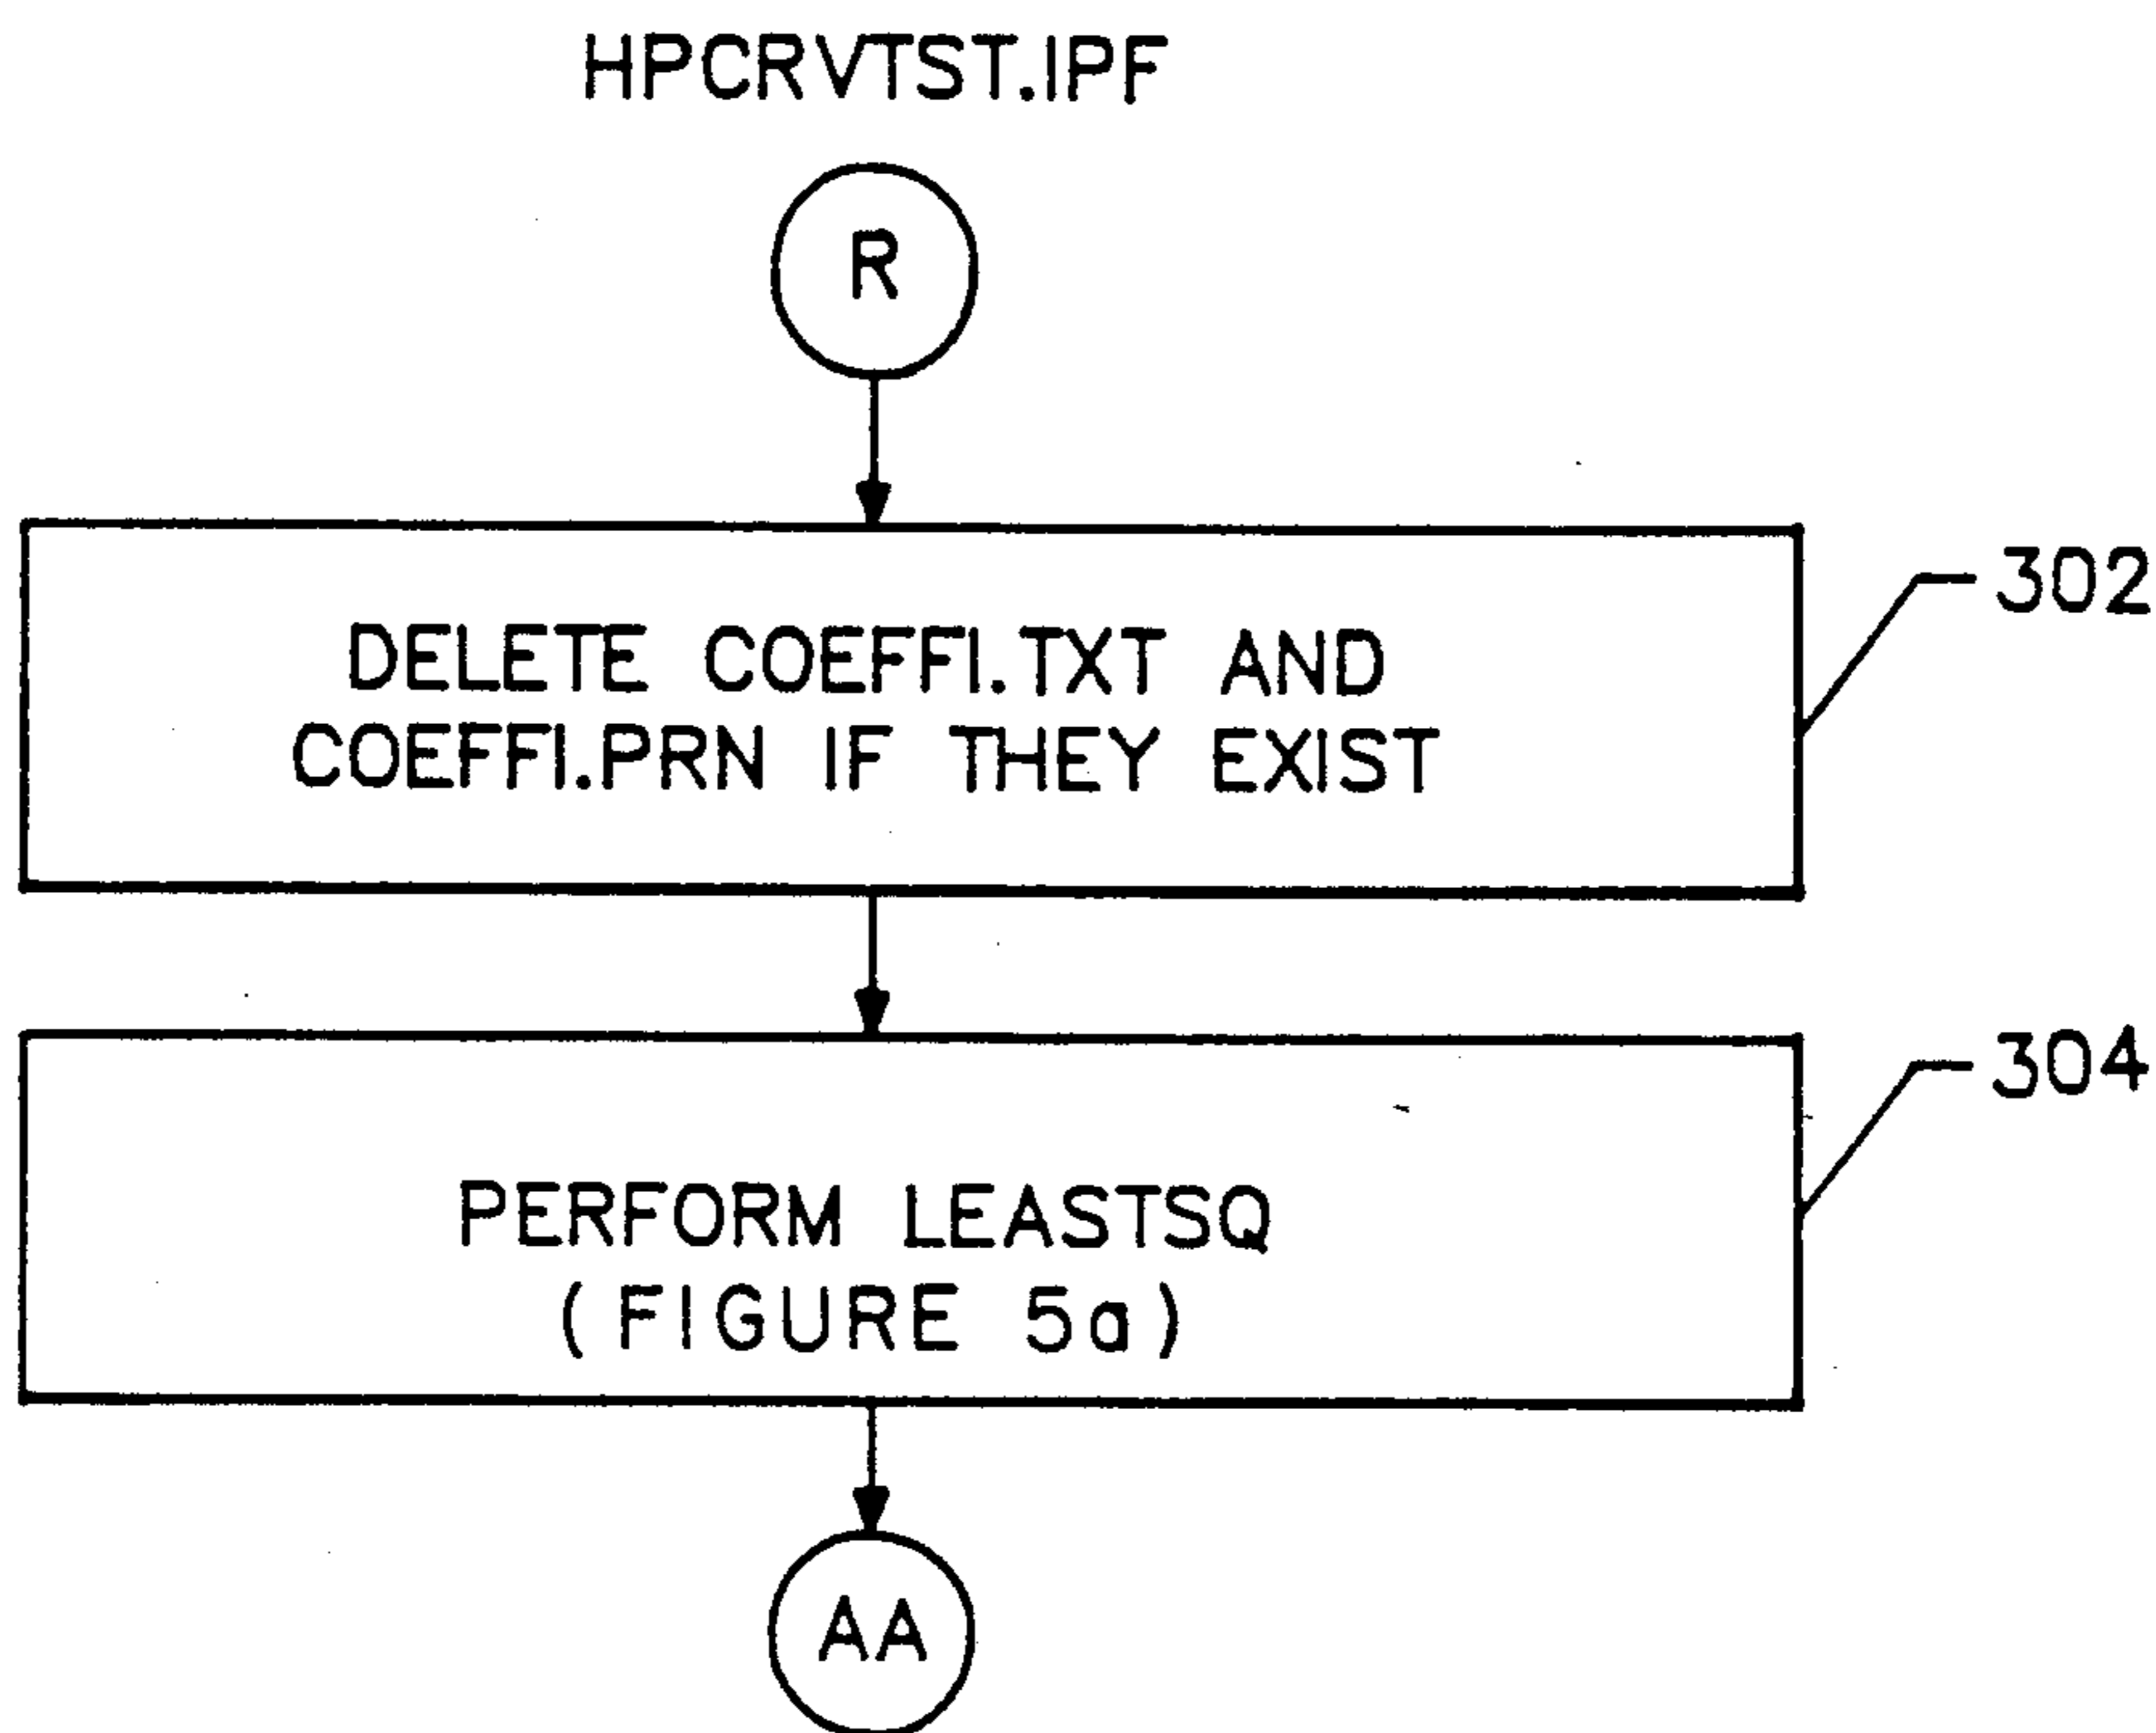 HPCRVTST.IPF
R
302
DELETE COEFFI.TXT AND
COEFFI.PRN IF THEY EXIST
304
PERFORM LEASTSQ
(FIGURE 5a)
AA